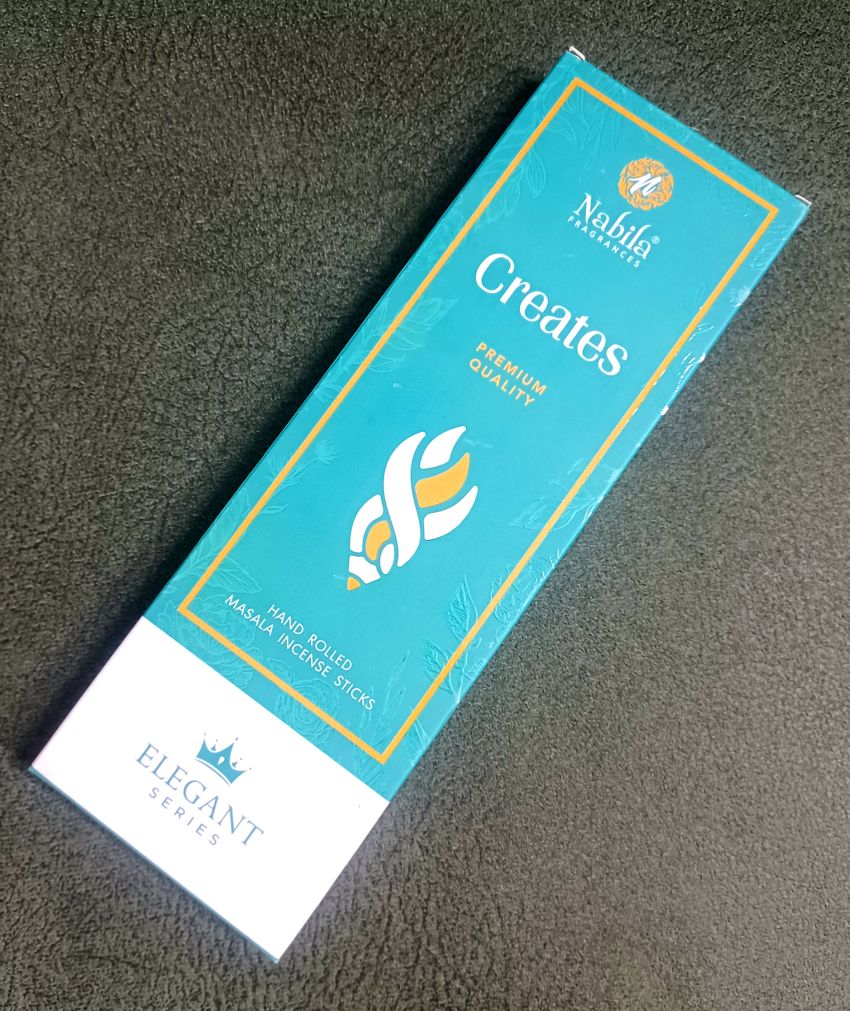 Nabila®
FRAGRANCES
Creates
PREMIUM
QUALITY
HAND ROLLED
MASALA INCENSE STICKS
ELEGANT
SERIES